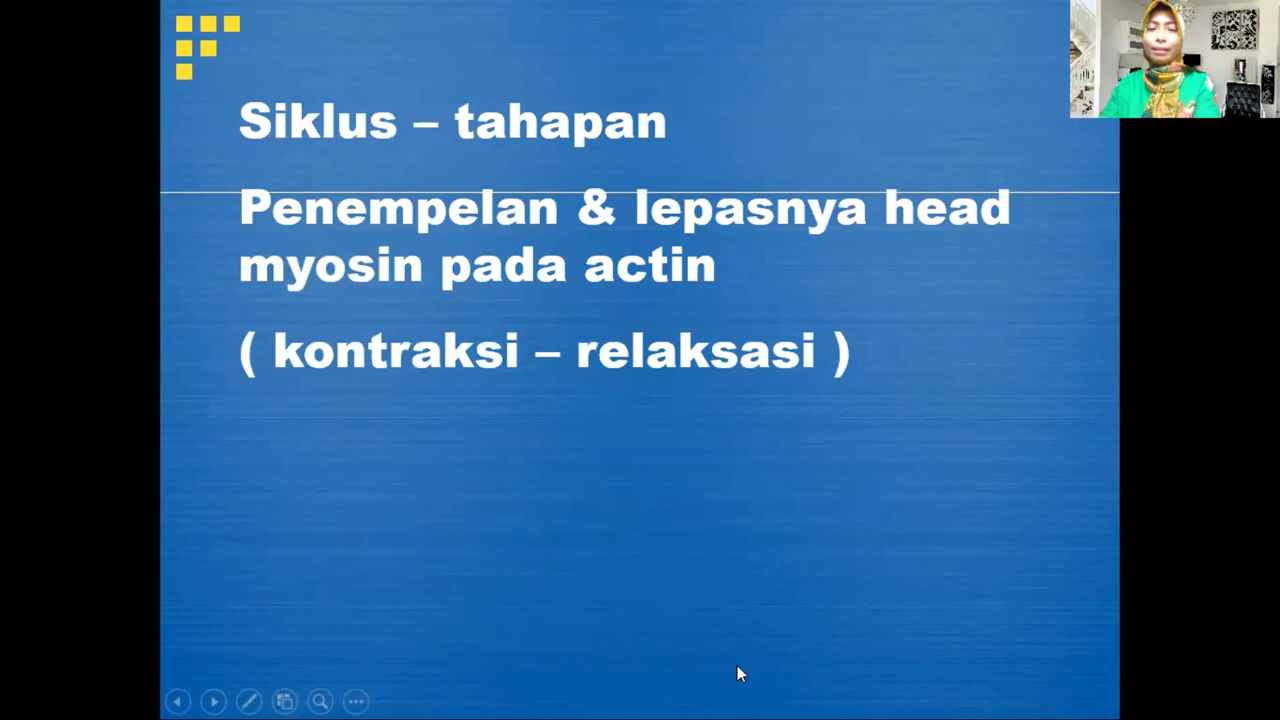 Siklus – tahapan
Penempelan & lepasnya head
myosin pada actin
( kontraksi – relaksasi )